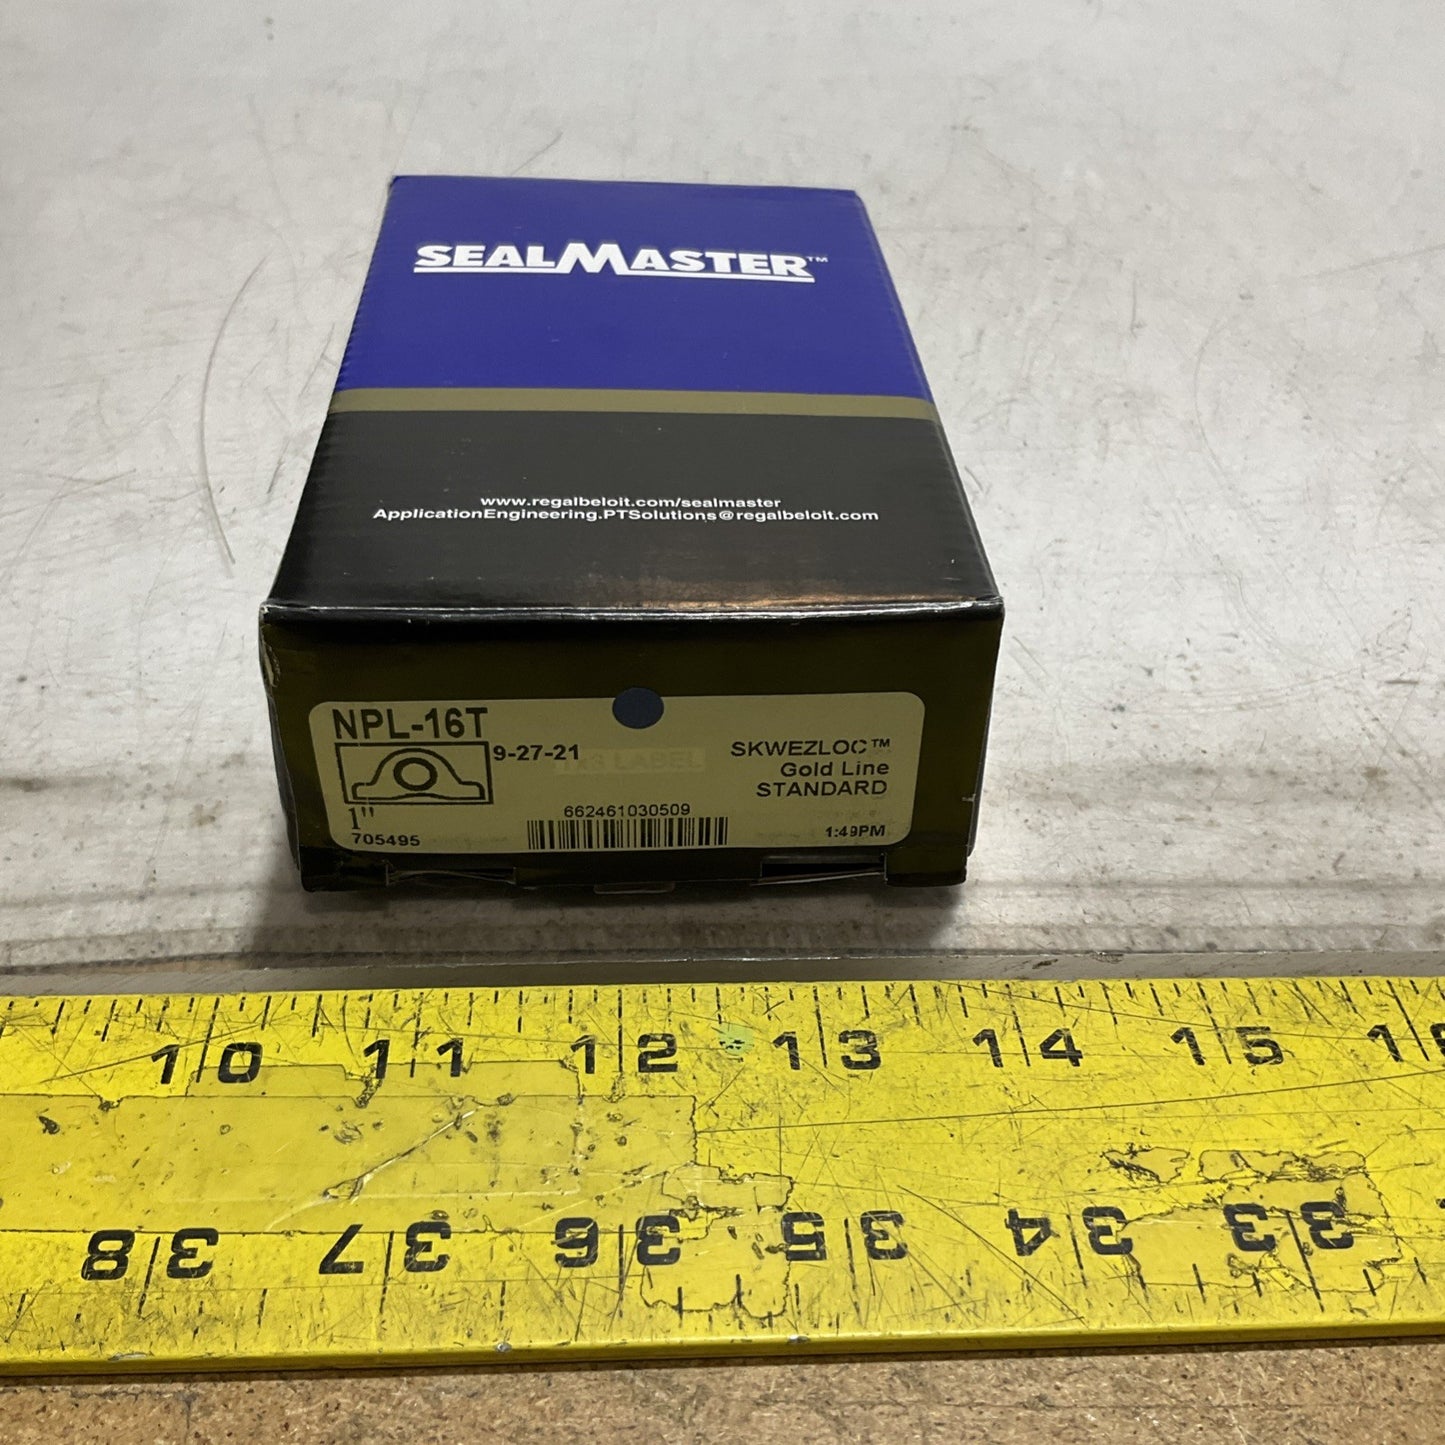 SEALMASTER™
www.regalbeloit.com/sealmaster
ApplicationEngineering.PTSolutions@regalbeloit.com
NPL-16T
9-27-21
SKWEZLOC™
Gold Line
STANDARD
1"
705495
662461030509
1:49PM
10 11 12 13 14 15
38 37 36 35 34 33